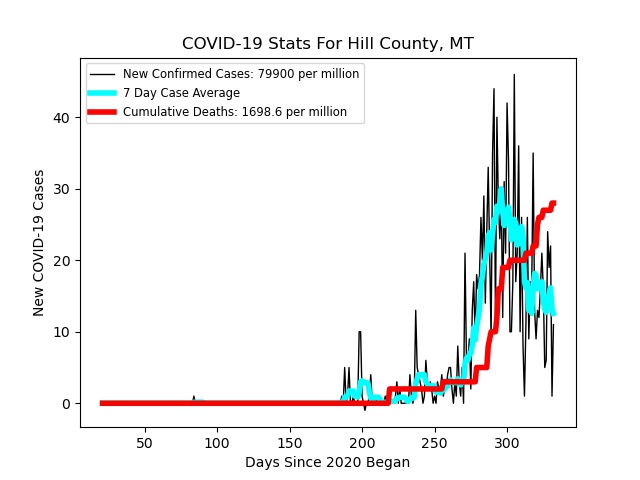 COVID-19 Stats For Hill County, MT
New Confirmed Cases: 79900 per million
7 Day Case Average
Cumulative Deaths: 1698.6 per million
New COVID-19 Cases
40
30
20
10
0
50 100 150 200 250 300
Days Since 2020 Began